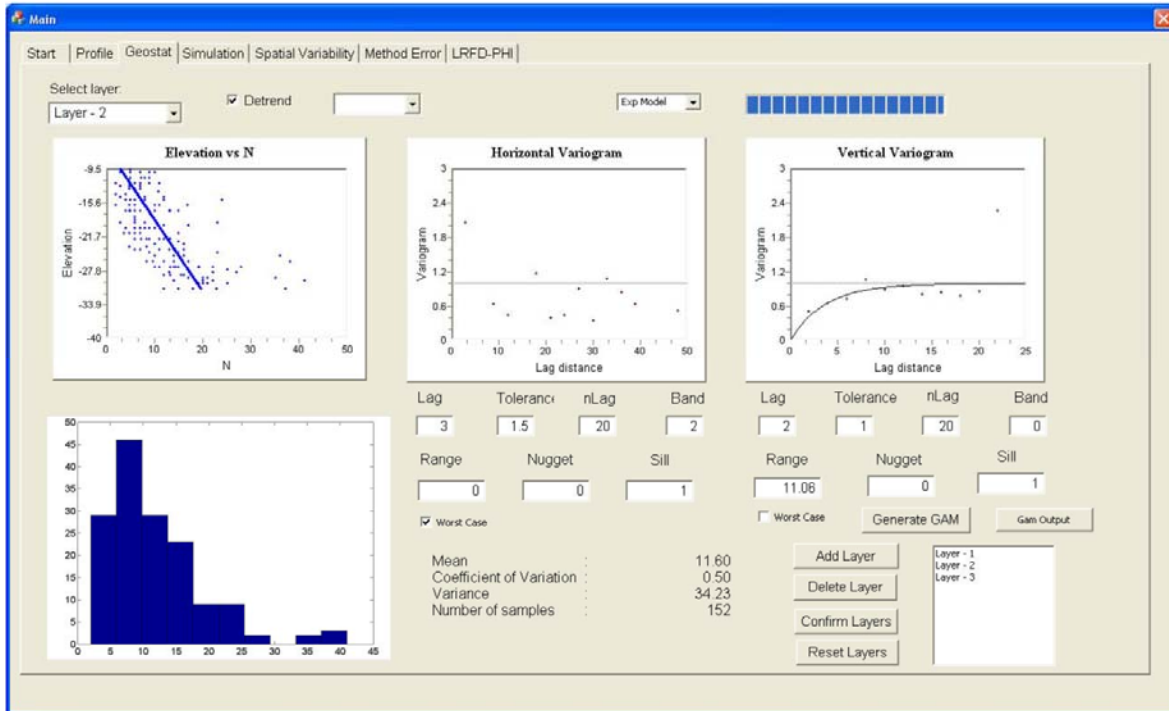 Main
Start Profile Geostat Simulation Spatial Variability Method Error LRFD-PHI
Select layer:
Layer - 2
Detrend
Exp Model
Elevation vs N
-9.5
-15.6
-21.7
-27.8
-33.9
-40
Elevation
0 10 20 30 40 50
N
Horizontal Variogram
3
2.4
1.8
1.2
0.6
0
Variogram
0 10 20 30 40 50
Lag distance
Vertical Variogram
3
2.4
1.8
1.2
0.6
0
Variogram
0 5 10 15 20 25
Lag distance
Lag Tolerance nLag Band
3 1.5 20 2
Range Nugget Sill
0 0 1
Worst Case
Lag Tolerance nLag Band
2 1 20 0
Range Nugget Sill
11.06 0 1
Worst Case
Generate GAM
Gam Output
50
45
40
35
30
25
20
15
10
5
0
0 5 10 15 20 25 30 35 40 45
Mean : 11.60
Coefficient of Variation : 0.50
Variance : 34.23
Number of samples : 152
Add Layer
Delete Layer
Confirm Layers
Reset Layers
Layer - 1
Layer - 2
Layer - 3